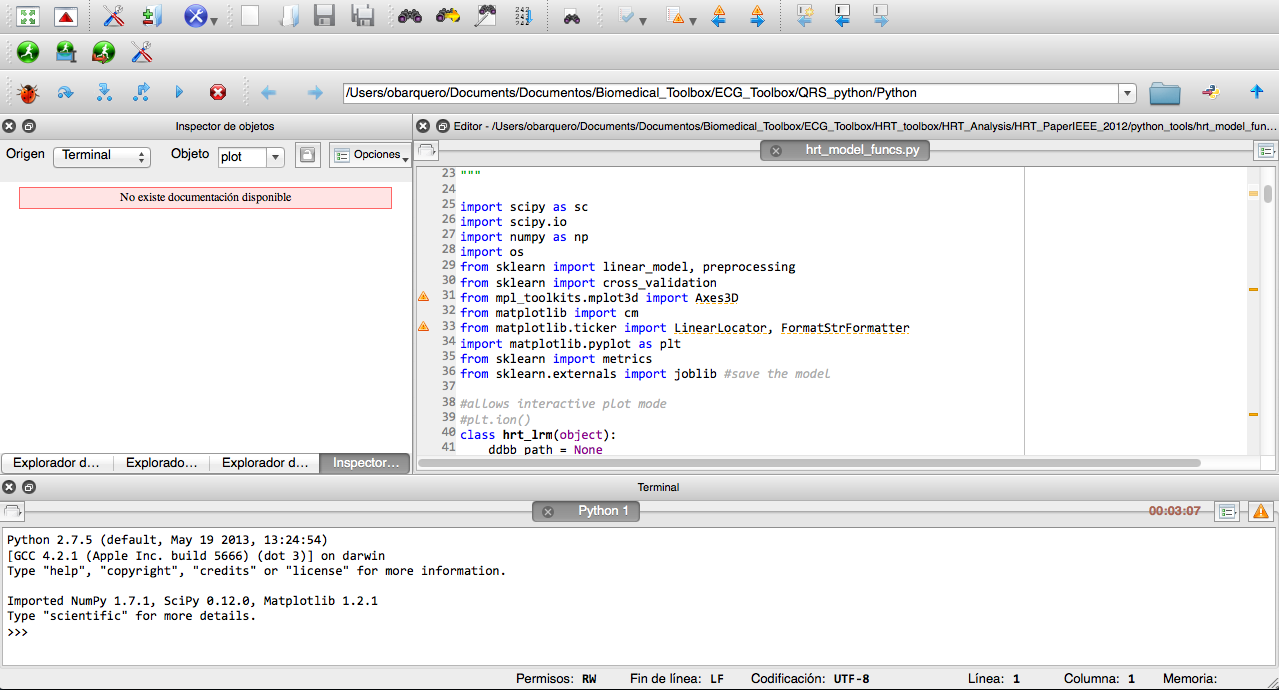 /Users/obarquero/Documents/Documentos/Biomedical_Toolbox/ECG_Toolbox/QRS_python/Python
Inspector de objetos
Origen Terminal Objeto plot Opciones
No existe documentación disponible
Explorador d... Explorado... Explorador d... Inspector...
Editor - /Users/obarquero/Documents/Documentos/Biomedical_Toolbox/ECG_Toolbox/HRT_toolbox/HRT_Analysis/HRT_PaperIEEE_2012/python_tools/hrt_model_fun...
hrt_model_funcs.py
23 """
24
25 import scipy as sc
26 import scipy.io
27 import numpy as np
28 import os
29 from sklearn import linear_model, preprocessing
30 from sklearn import cross_validation
31 from mpl_toolkits.mplot3d import Axes3D
32 from matplotlib import cm
33 from matplotlib.ticker import LinearLocator, FormatStrFormatter
34 import matplotlib.pyplot as plt
35 from sklearn import metrics
36 from sklearn.externals import joblib #save the model
37
38 #allows interactive plot mode
39 #plt.ion()
40 class hrt_lrm(object):
41 ddbb_path = None
Terminal
Python 1
00:03:07
Python 2.7.5 (default, May 19 2013, 13:24:54)
[GCC 4.2.1 (Apple Inc. build 5666) (dot 3)] on darwin
Type "help", "copyright", "credits" or "license" for more information.
Imported NumPy 1.7.1, SciPy 0.12.0, Matplotlib 1.2.1
Type "scientific" for more details.
>>>
Permisos: RW Fin de línea: LF Codificación: UTF-8 Línea: 1 Columna: 1 Memoria: